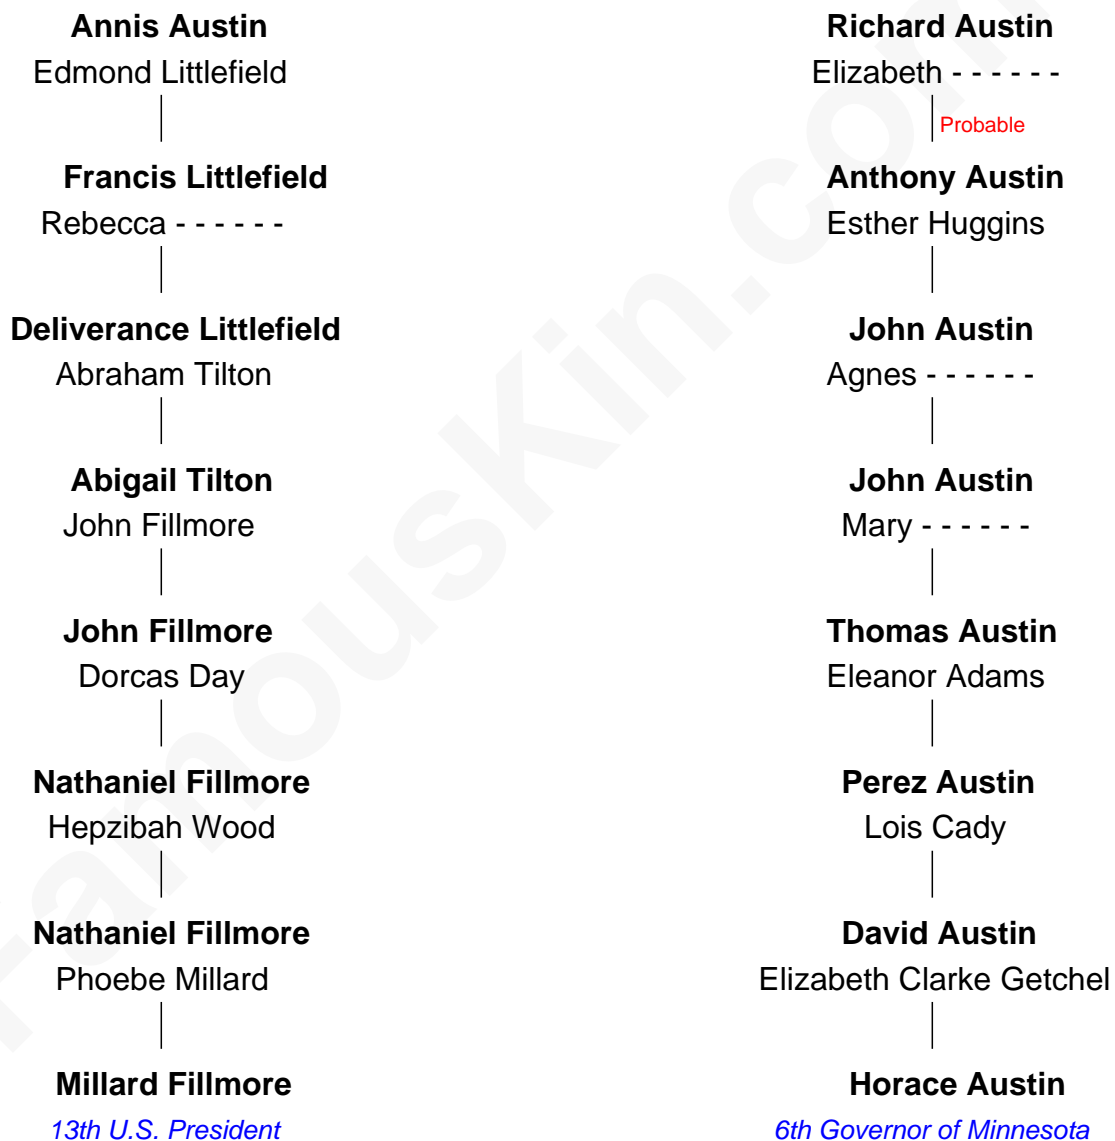 Annis Austin
Edmond Littlefield
Francis Littlefield
Rebecca - - - - - -
Deliverance Littlefield
Abraham Tilton
Abigail Tilton
John Fillmore
John Fillmore
Dorcas Day
Nathaniel Fillmore
Hepzibah Wood
Nathaniel Fillmore
Phoebe Millard
Millard Fillmore
13th U.S. President
Richard Austin
Elizabeth - - - - - -
Probable
Anthony Austin
Esther Huggins
John Austin
Agnes - - - - - -
John Austin
Mary - - - - - -
Thomas Austin
Eleanor Adams
Perez Austin
Lois Cady
David Austin
Elizabeth Clarke Getchel
Horace Austin
6th Governor of Minnesota
FamousKin.com